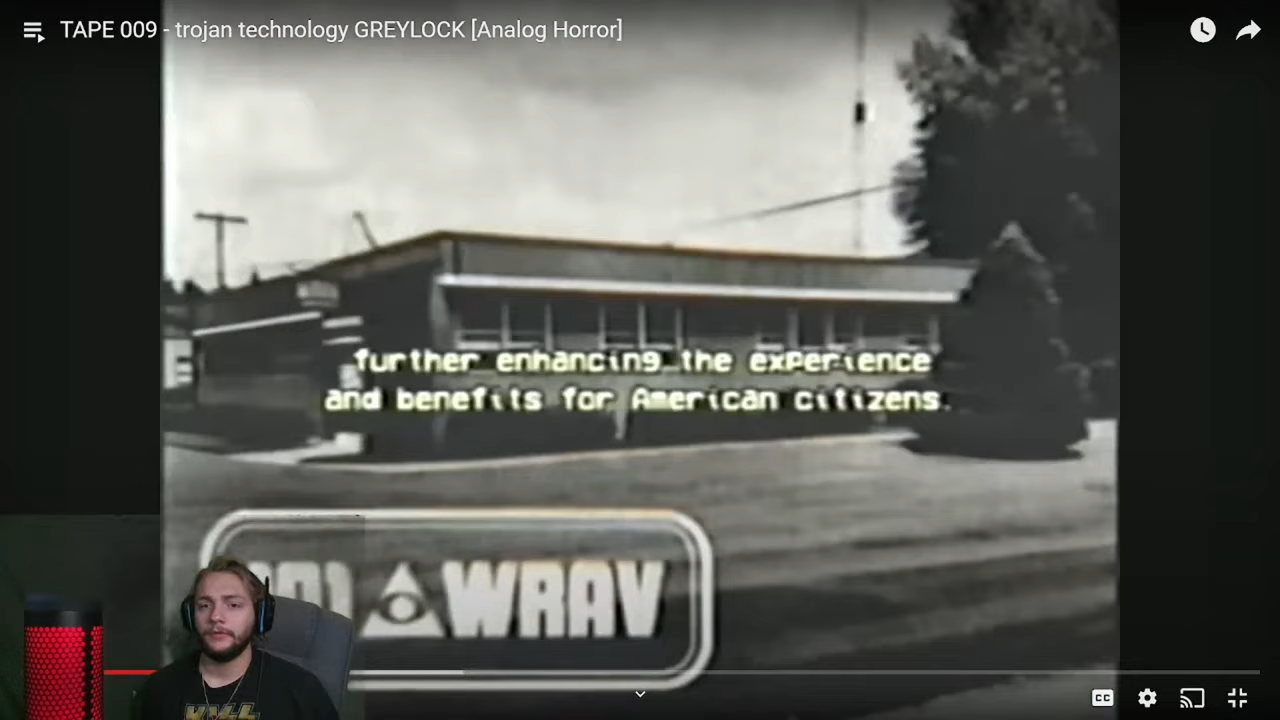 TAPE 009 - trojan technology GREYLOCK [Analog Horror]
further enhancing the experience
and benefits for American citizens.
WRAV
CC